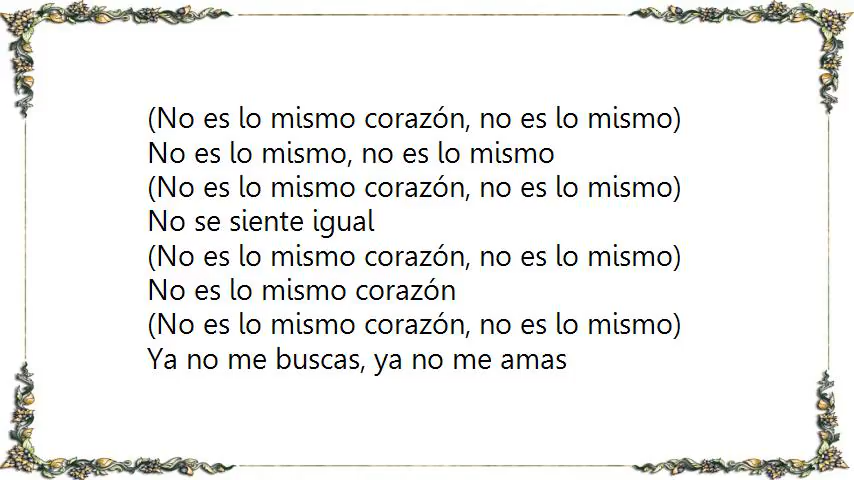 (No es lo mismo corazón, no es lo mismo)
No es lo mismo, no es lo mismo
(No es lo mismo corazón, no es lo mismo)
No se siente igual
(No es lo mismo corazón, no es lo mismo)
No es lo mismo corazón
(No es lo mismo corazón, no es lo mismo)
Ya no me buscas, ya no me amas